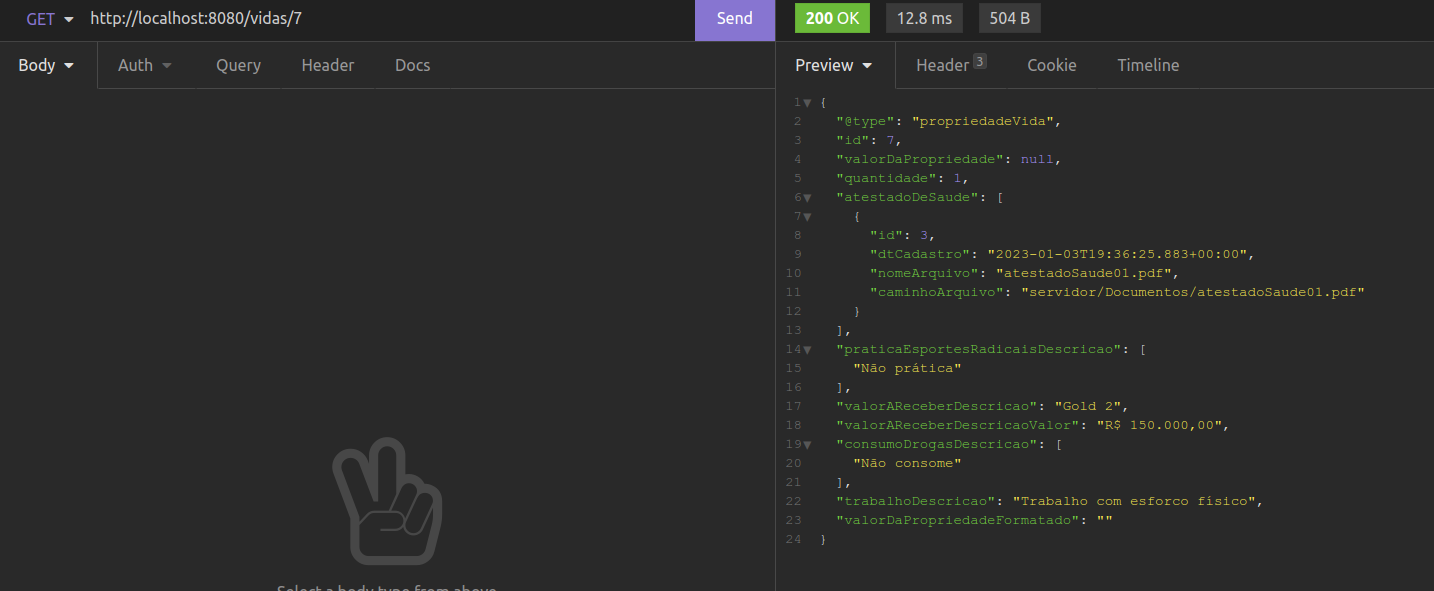 GET http://localhost:8080/vidas/7 Send 200 OK 12.8 ms 504 B
Body Auth Query Header Docs Preview Header 3 Cookie Timeline
1 {
2 "@type": "propriedadeVida",
3 "id": 7,
4 "valorDaPropriedade": null,
5 "quantidade": 1,
6 "atestadoDeSaude": [
7 {
8 "id": 3,
9 "dtCadastro": "2023-01-03T19:36:25.883+00:00",
10 "nomeArquivo": "atestadoSaude01.pdf",
11 "caminhoArquivo": "servidor/Documentos/atestadoSaude01.pdf"
12 }
13 ],
14 "praticaEsportesRadicaisDescricao": [
15 "Não prática"
16 ],
17 "valorAReceberDescricao": "Gold 2",
18 "valorAReceberDescricaoValor": "R$ 150.000,00",
19 "consumoDrogasDescricao": [
20 "Não consome"
21 ],
22 "trabalhoDescricao": "Trabalho com esforco físico",
23 "valorDaPropriedadeFormatado": ""
24 }
Select a body type from above